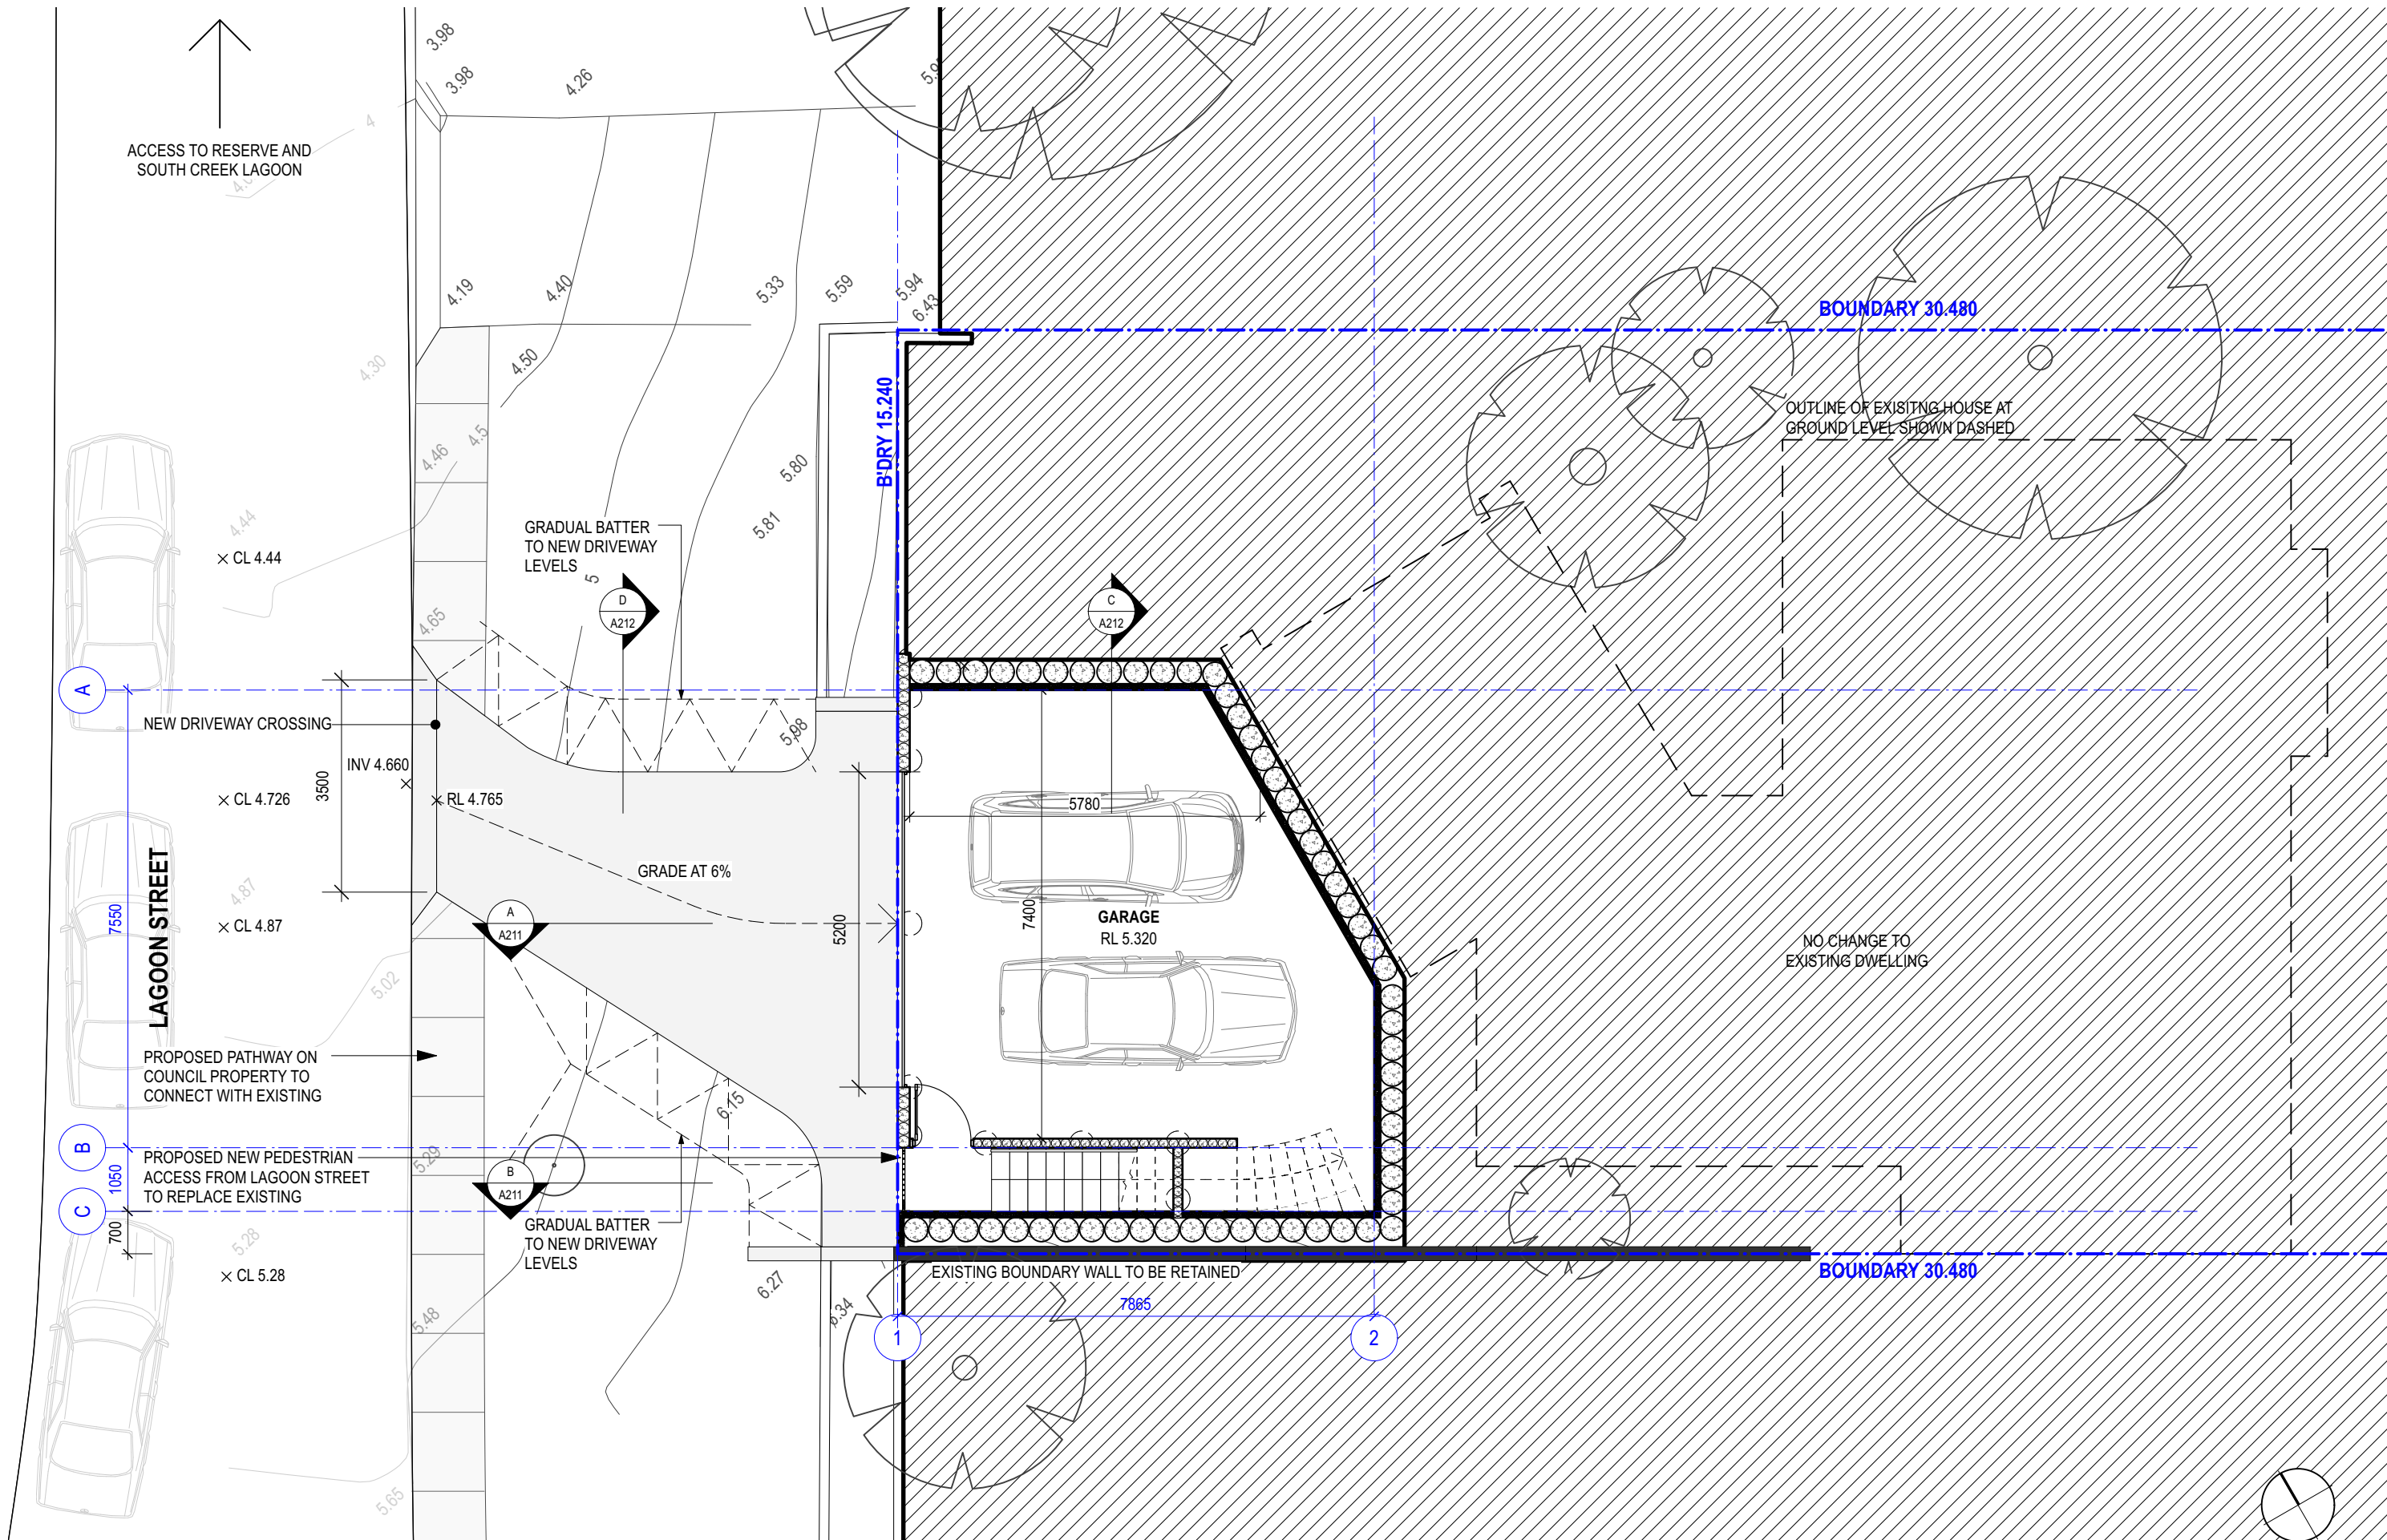 3.98
3.98
4.26
4
ACCESS TO RESERVE AND
SOUTH CREEK LAGOON
4.19
4.40
5.33
5.59
5.94
6.43
BOUNDARY 30.480
4.30
4.50
B'DRY 15.240
OUTLINE OF EXISITNG HOUSE AT
GROUND LEVEL SHOWN DASHED
4.46
4.5
5.80
5.81
4.44
CL 4.44
GRADUAL BATTER
TO NEW DRIVEWAY
LEVELS
5
D
A212
C
A212
4.65
A
NEW DRIVEWAY CROSSING
5.98
INV 4.660
3500
CL 4.726
RL 4.765
5780
GRADE AT 6%
LAGOON STREET
4.87
CL 4.87
7550
A
A211
5200
7400
GARAGE
RL 5.320
NO CHANGE TO
EXISTING DWELLING
5.02
PROPOSED PATHWAY ON
COUNCIL PROPERTY TO
CONNECT WITH EXISTING
6.15
B
PROPOSED NEW PEDESTRIAN
ACCESS FROM LAGOON STREET
TO REPLACE EXISTING
5.29
B
A211
1050
C
700
5.28
CL 5.28
GRADUAL BATTER
TO NEW DRIVEWAY
LEVELS
6.27
EXISTING BOUNDARY WALL TO BE RETAINED
BOUNDARY 30.480
5.48
7865
1
2
5.65